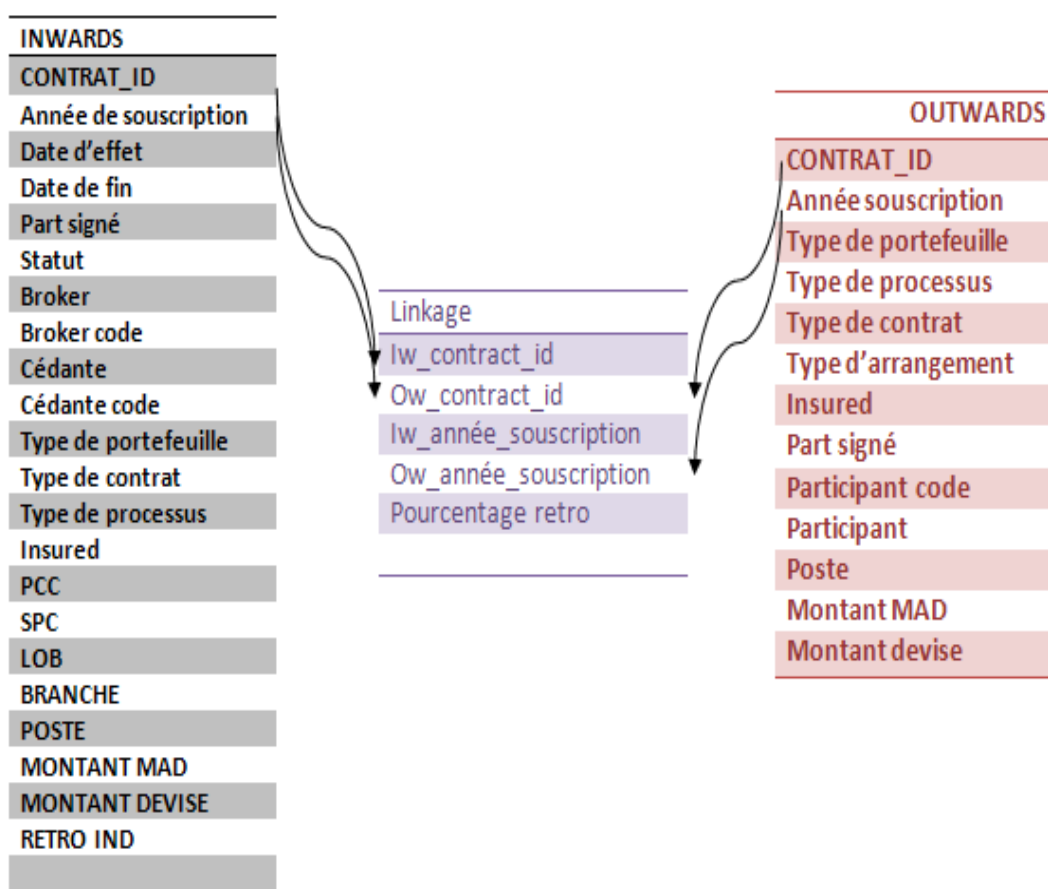 INWARDS
CONTRAT_ID
Année de souscription
Date d’effet
Date de fin
Part signé
Statut
Broker
Broker code
Cédante
Cédante code
Type de portefeuille
Type de contrat
Type de processus
Insured
PCC
SPC
LOB
BRANCHE
POSTE
MONTANT MAD
MONTANT DEVISE
RETRO IND
Linkage
Iw_contract_id
Ow_contract_id
Iw_année_souscription
Ow_année_souscription
Pourcentage retro
OUTWARDS
CONTRAT_ID
Année souscription
Type de portefeuille
Type de processus
Type de contrat
Type d’arrangement
Insured
Part signé
Participant code
Participant
Poste
Montant MAD
Montant devise